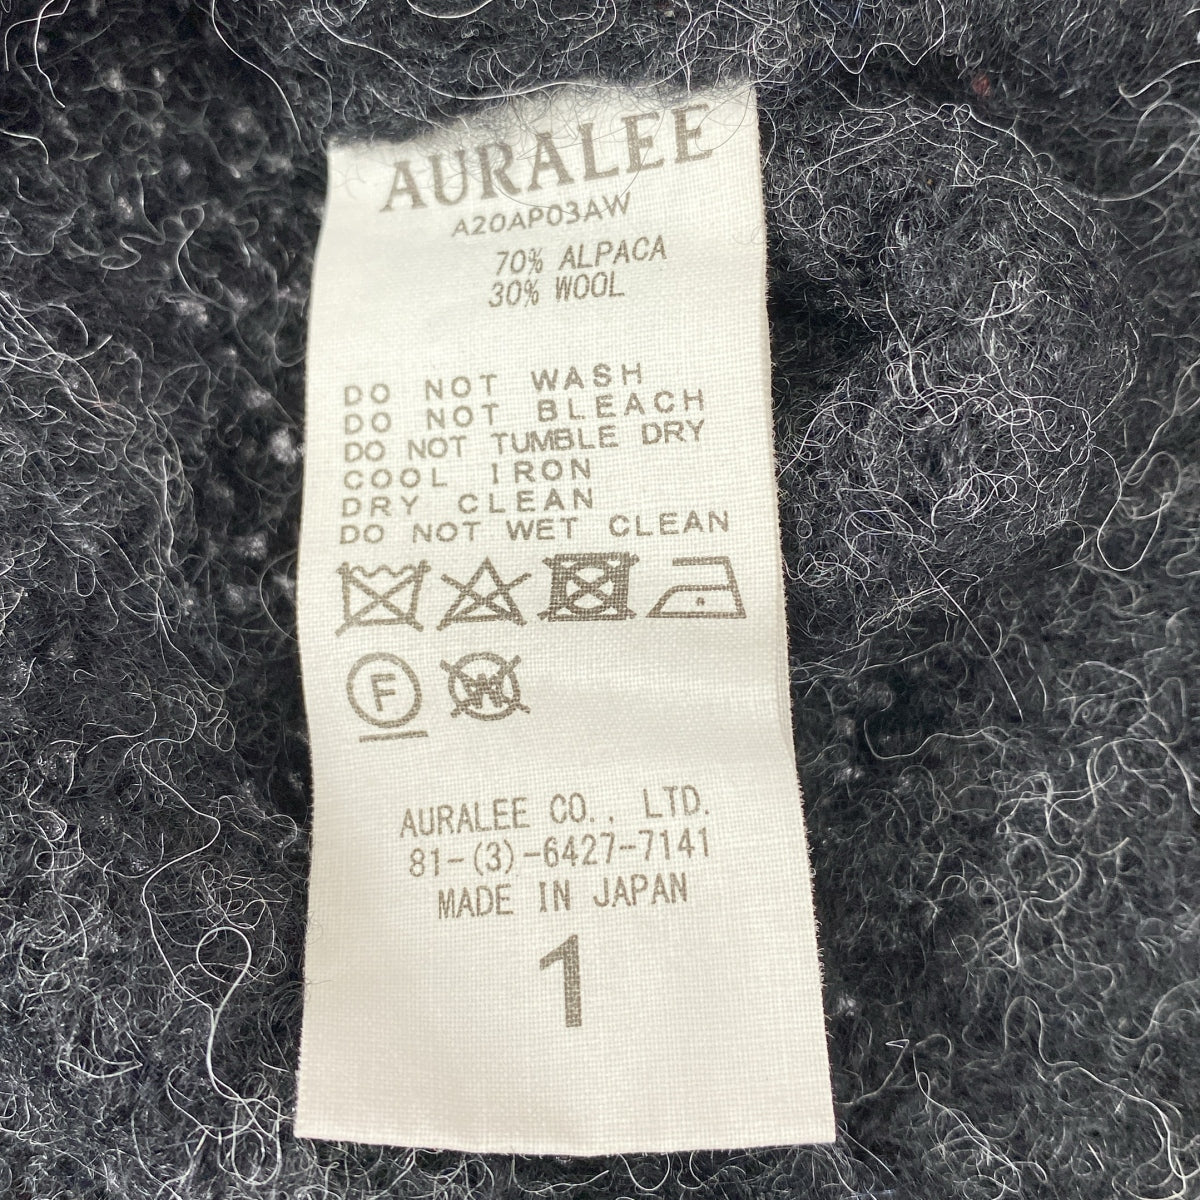 AURALEE
A20AP03AW
70% ALPACA
30% WOOL
DO NOT WASH
DO NOT BLEACH
DO NOT TUMBLE DRY
COOL IRON
DRY CLEAN
DO NOT WET CLEAN
F W
AURALEE CO., LTD.
81-(3)-6427-7141
MADE IN JAPAN
1